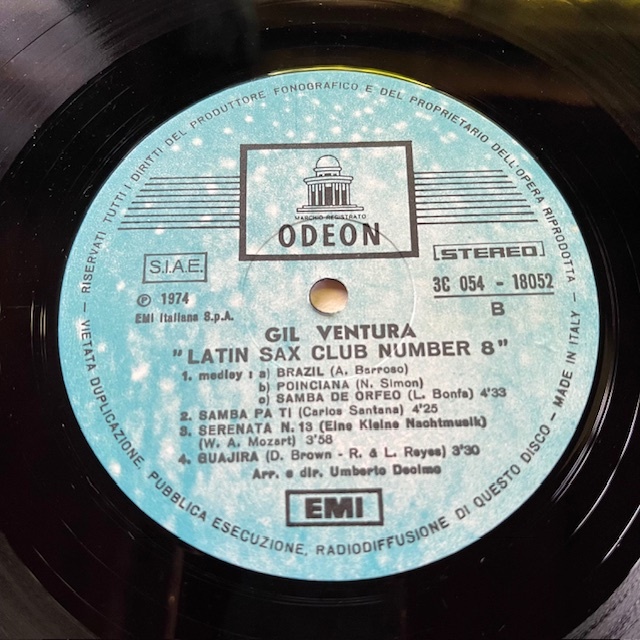 RISERVATI TUTTI I DIRITTI DEL PRODUTTORE FONOGRAFICO E DEL PROPRIETARIO DELL'OPERA RIPRODOTTA –
MARCHIO REGISTRATO
ODEON
S.I.A.E.
STEREO
℗ 1974
3C 054 - 18052
EMI Italiana S.p.A.
B
GIL VENTURA
"LATIN SAX CLUB NUMBER 8"
1. medley: a) BRAZIL (A. Barroso)
b) POINCIANA (N. Simon)
c) SAMBA DE ORFEO (L. Bonfa) 4'33
2. SAMBA PA TI (Carlos Santana) 4'25
3. SERENATA N. 13 (Eine Kleine Nachtmusik)
(W. A. Mozart) 3'58
4. GUAJIRA (D. Brown - R. & L. Reyes) 3'30
Arr. e dir. Umberto Decimo
EMI
– VIETATA DUPLICAZIONE PUBBLICA ESECUZIONE, RADIODIFFUSIONE DI QUESTO DISCO – MADE IN ITALY –